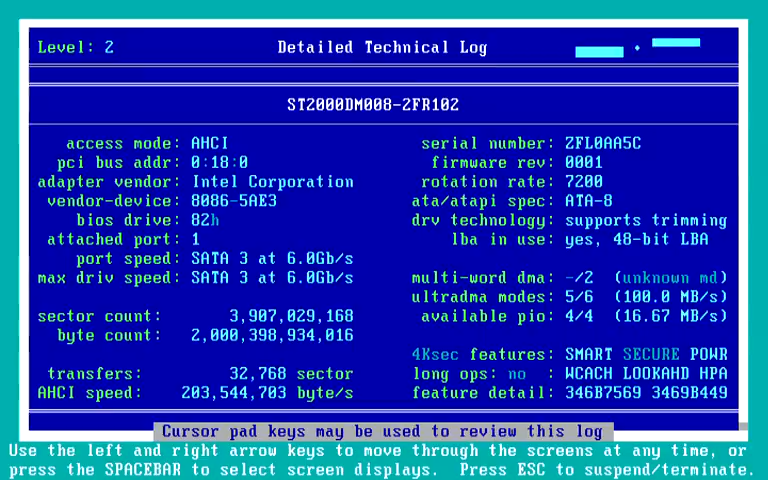 Level: 2 Detailed Technical Log
ST2000DM008-2FR102
access mode: AHCI serial number: ZFL0AA5C
pci bus addr: 0:18:0 firmware rev: 0001
adapter vendor: Intel Corporation rotation rate: 7200
vendor-device: 8086-5AE3 ata/atapi spec: ATA-8
bios drive: 82h drv technology: supports trimming
attached port: 1 lba in use: yes, 48-bit LBA
port speed: SATA 3 at 6.0Gb/s
max driv speed: SATA 3 at 6.0Gb/s multi-word dma: -/2 (unknown md)
ultradma modes: 5/6 (100.0 MB/s)
sector count: 3,907,029,168 available pio: 4/4 (16.67 MB/s)
byte count: 2,000,398,934,016
4Ksec features: SMART SECURE POWR
transfers: 32,768 sector long ops: no : WCACH LOOKAHD HPA
AHCI speed: 203,544,703 byte/s feature detail: 346B7569 3469B449
Cursor pad keys may be used to review this log
Use the left and right arrow keys to move through the screens at any time, or
press the SPACEBAR to select screen displays. Press ESC to suspend/terminate.